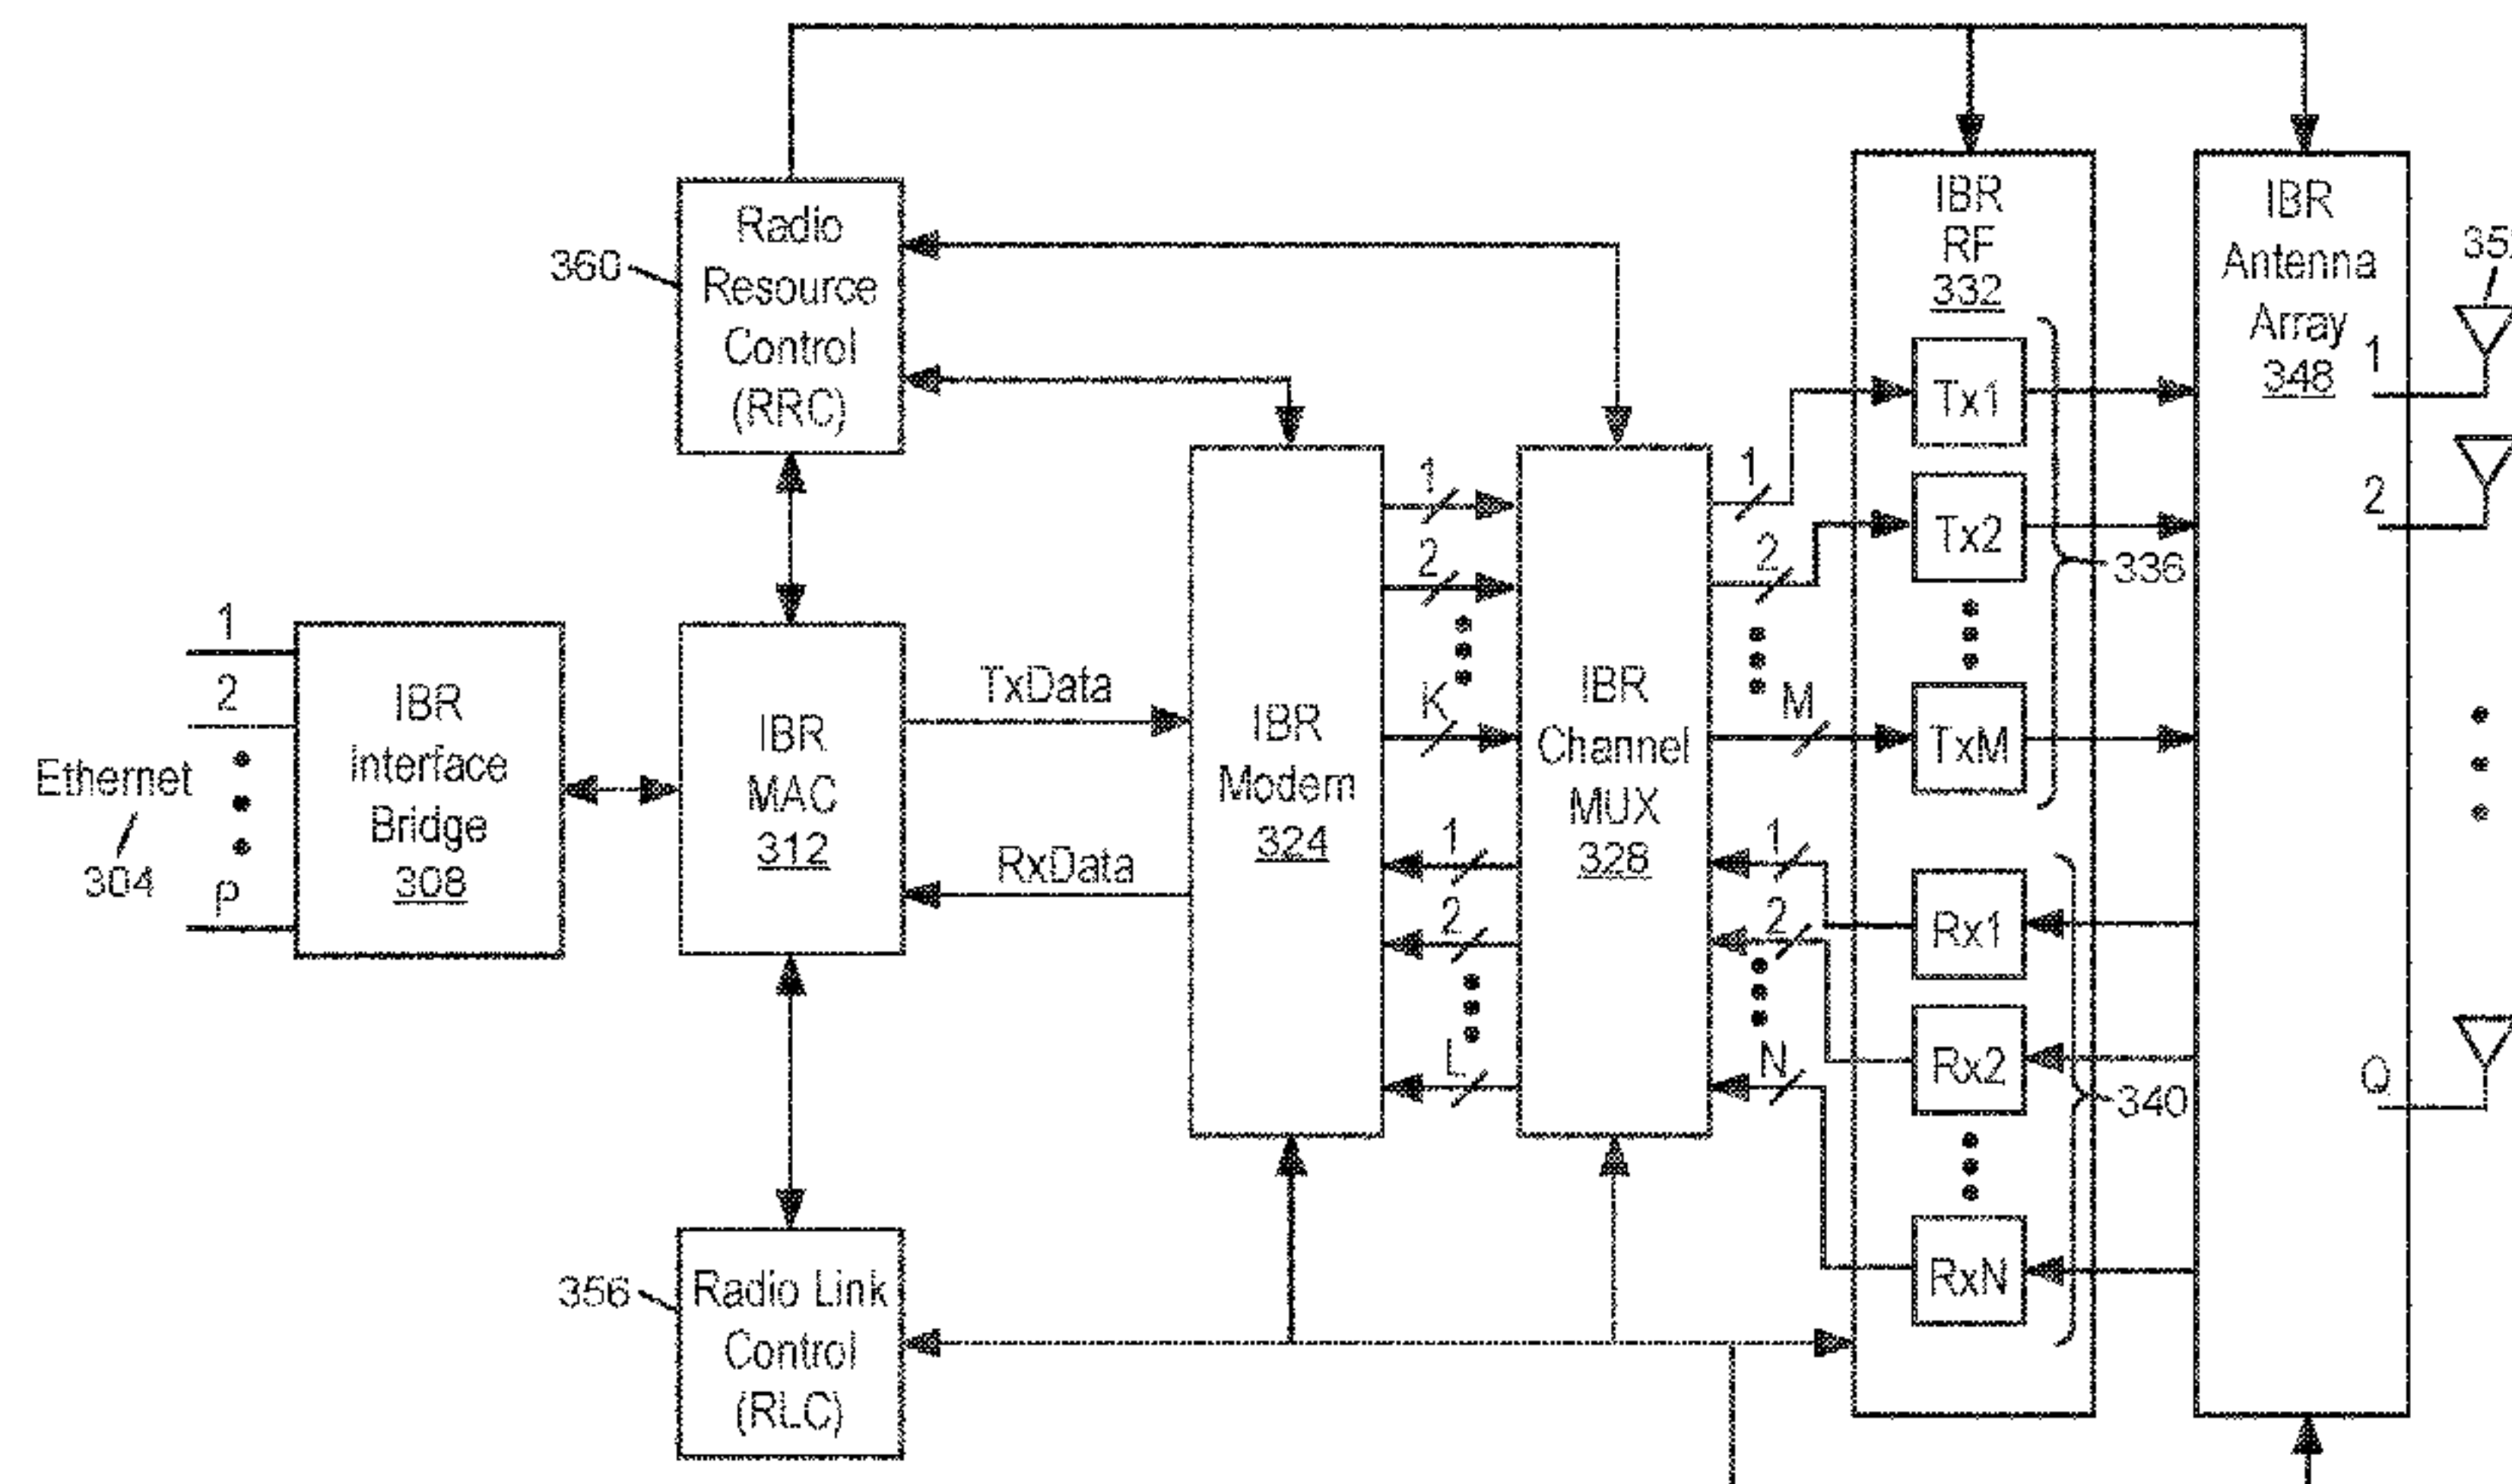 Radio
Resource
Control
(RRC)
360
IBR
RF
332
IBR
Antenna
Array
348
Tx1
Tx2
TxM
336
Rx1
Rx2
RxN
340
1
2
Q
Ethernet
304
1
2
P
IBR
Interface
Bridge
308
IBR
MAC
312
TxData
RxData
IBR
Modem
324
1
2
K
1
2
L
IBR
Channel
MUX
328
1
2
M
1
2
N
356
Radio Link
Control
(RLC)